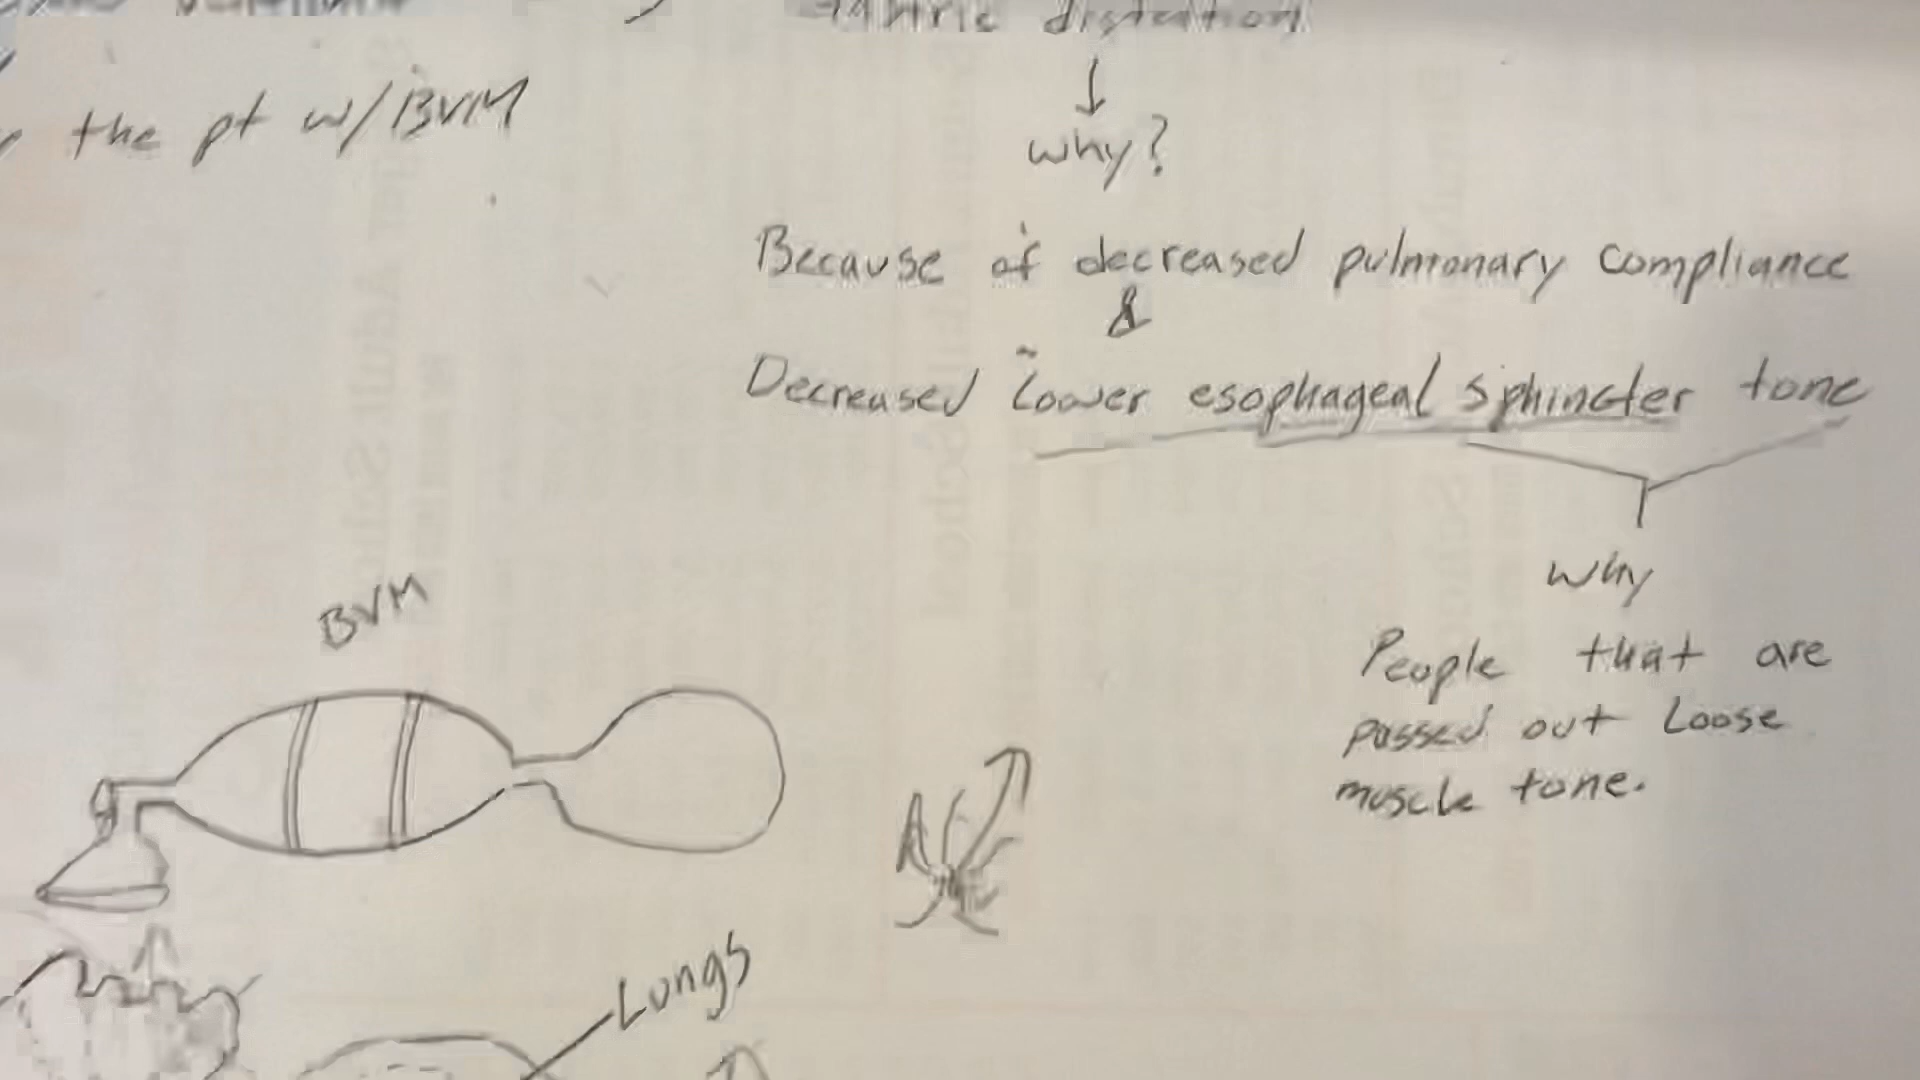 distention
the pt w/BVM
why?
Because of decreased pulmonary compliance
&
Decreased Lower esophageal sphincter tone
why
People that are
passed out Loose
muscle tone.
BVM
Lungs